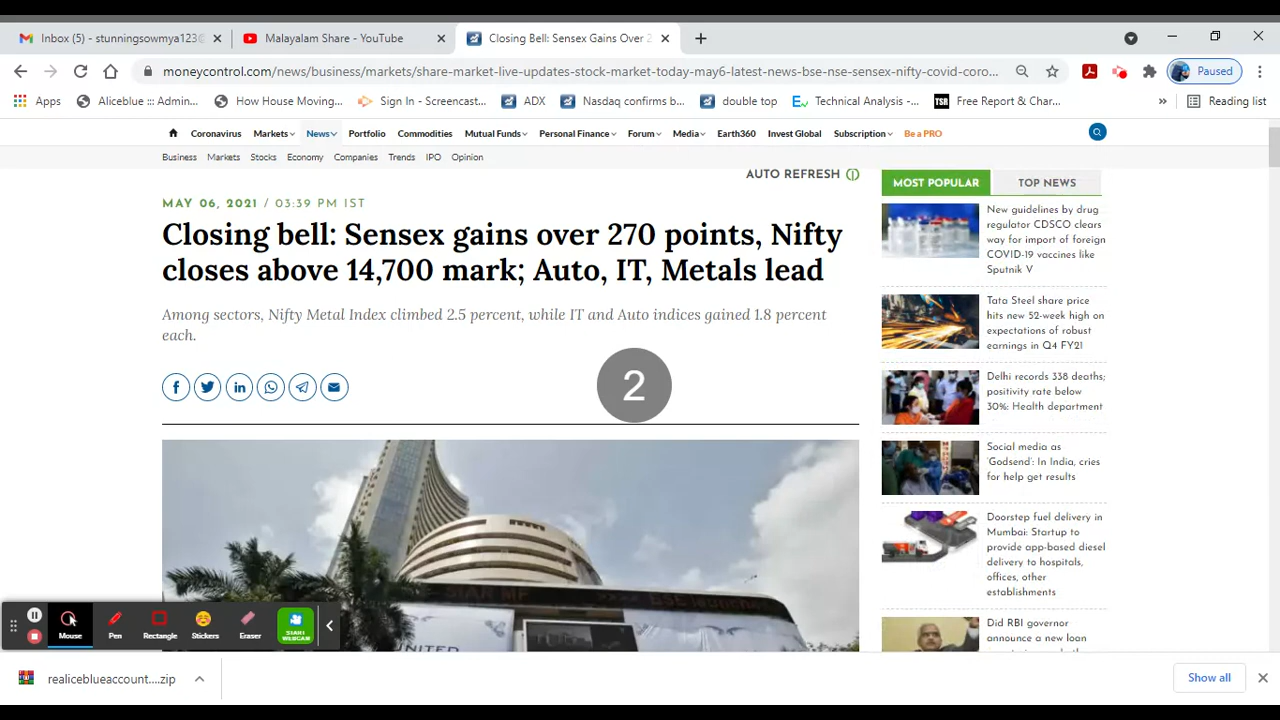 Inbox (5) - stunningsowmya123@
Malayalam Share - YouTube
Closing Bell: Sensex Gains Over 2
moneycontrol.com/news/business/markets/share-market-live-updates-stock-market-today-may6-latest-news-bse-nse-sensex-nifty-covid-coro...
Paused
Apps
Aliceblue ::: Admin...
How House Moving...
Sign In - Screencast...
ADX
Nasdaq confirms b...
double top
Technical Analysis -...
TSR
Free Report & Char...
»
Reading list
Coronavirus
Markets
News
Portfolio
Commodities
Mutual Funds
Personal Finance
Forum
Media
Earth360
Invest Global
Subscription
Be a PRO
Business
Markets
Stocks
Economy
Companies
Trends
IPO
Opinion
AUTO REFRESH
MAY 06, 2021 / 03:39 PM IST
Closing bell: Sensex gains over 270 points, Nifty
closes above 14,700 mark; Auto, IT, Metals lead
Among sectors, Nifty Metal Index climbed 2.5 percent, while IT and Auto indices gained 1.8 percent
each.
2
UNITED
MOST POPULAR
TOP NEWS
New guidelines by drug
regulator CDSCO clears
way for import of foreign
COVID-19 vaccines like
Sputnik V
Tata Steel share price
hits new 52-week high on
expectations of robust
earnings in Q4 FY21
Delhi records 338 deaths;
positivity rate below
30%: Health department
Social media as
'Godsend': In India, cries
for help get results
Doorstep fuel delivery in
Mumbai: Startup to
provide app-based diesel
delivery to hospitals,
offices, other
establishments
Did RBI governor
announce a new loan
Mouse
Pen
Rectangle
Stickers
Eraser
START
WEBCAM
realiceblueaccount....zip
Show all